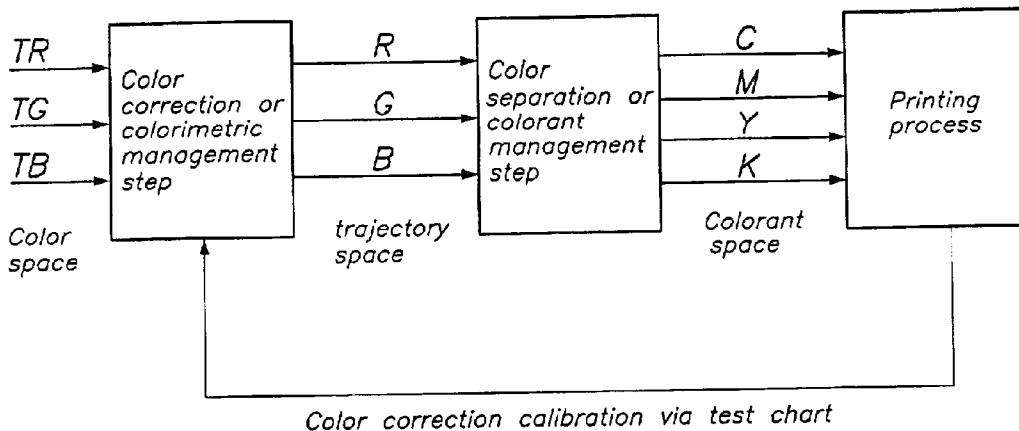 TR
TG
TB
Color
space
Color
correction or
colorimetric
management
step
R
G
B
trajectory
space
Color
separation or
colorant
management
step
C
M
Y
K
Colorant
space
Printing
process
Color correction calibration via test chart